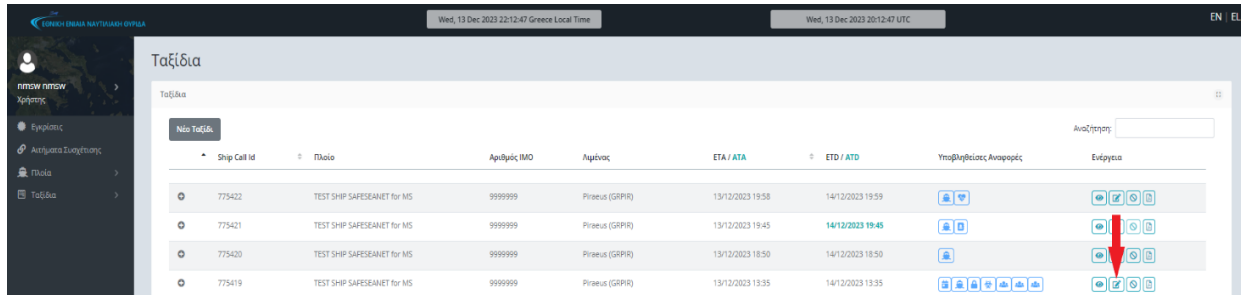 ΕΘΝΙΚΗ ΕΝΙΑΙΑ ΝΑΥΤΙΛΙΑΚΗ ΘΥΡΙΔΑ
Wed, 13 Dec 2023 22:12:47 Greece Local Time
Wed, 13 Dec 2023 20:12:47 UTC
EN | EL
nmsw nmsw
Χρήστης
Εγκρίσεις
Αιτήματα Συσχέτισης
Πλοία
Ταξίδια
Ταξίδια
Ταξίδια
Νέο Ταξίδι
Αναζήτηση:
Ship Call Id Πλοίο Αριθμός IMO Λιμένας ETA / ATA ETD / ATD Υποβληθείσες Αναφορές Ενέργεια
775422 TEST SHIP SAFESEANET for MS 9999999 Piraeus (GRPIR) 13/12/2023 19:58 14/12/2023 19:59
775421 TEST SHIP SAFESEANET for MS 9999999 Piraeus (GRPIR) 13/12/2023 19:45 14/12/2023 19:45
775420 TEST SHIP SAFESEANET for MS 9999999 Piraeus (GRPIR) 13/12/2023 18:50 14/12/2023 18:50
775419 TEST SHIP SAFESEANET for MS 9999999 Piraeus (GRPIR) 13/12/2023 13:35 14/12/2023 13:35